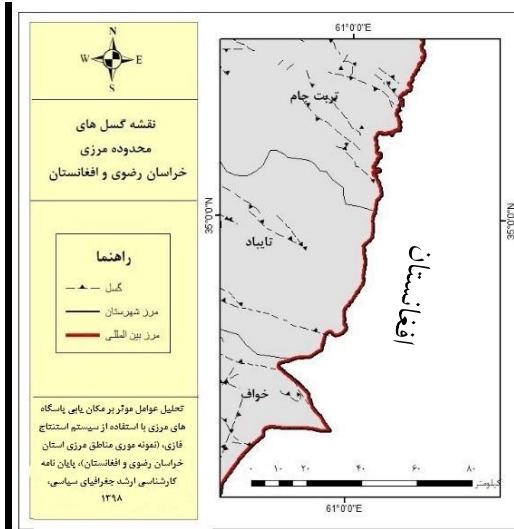 N
W E
S
نقشه گسل های
محدوده مرزی
خراسان رضوی و افغانستان
راهنما
گسل
مرز شهرستان
مرز بین المللی
تحلیل عوامل موثر بر مکان یابی پاسگاه
های مرزی با استفاده از سیستم استنتاج
فازی، (نمونه موری مناطق مرزی استان
خراسان رضوی و افغانستان)، پایان نامه
کارشناسی ارشد جغرافیای سیاسی،
۱۳۹۸
61°0'0"E
تربت جام
35°0'0"N
35°0'0"N
تایباد
افغانستان
خواف
۰ ۱۰ ۲۰ ۴۰ ۶۰ ۸۰
کیلومتر
61°0'0"E